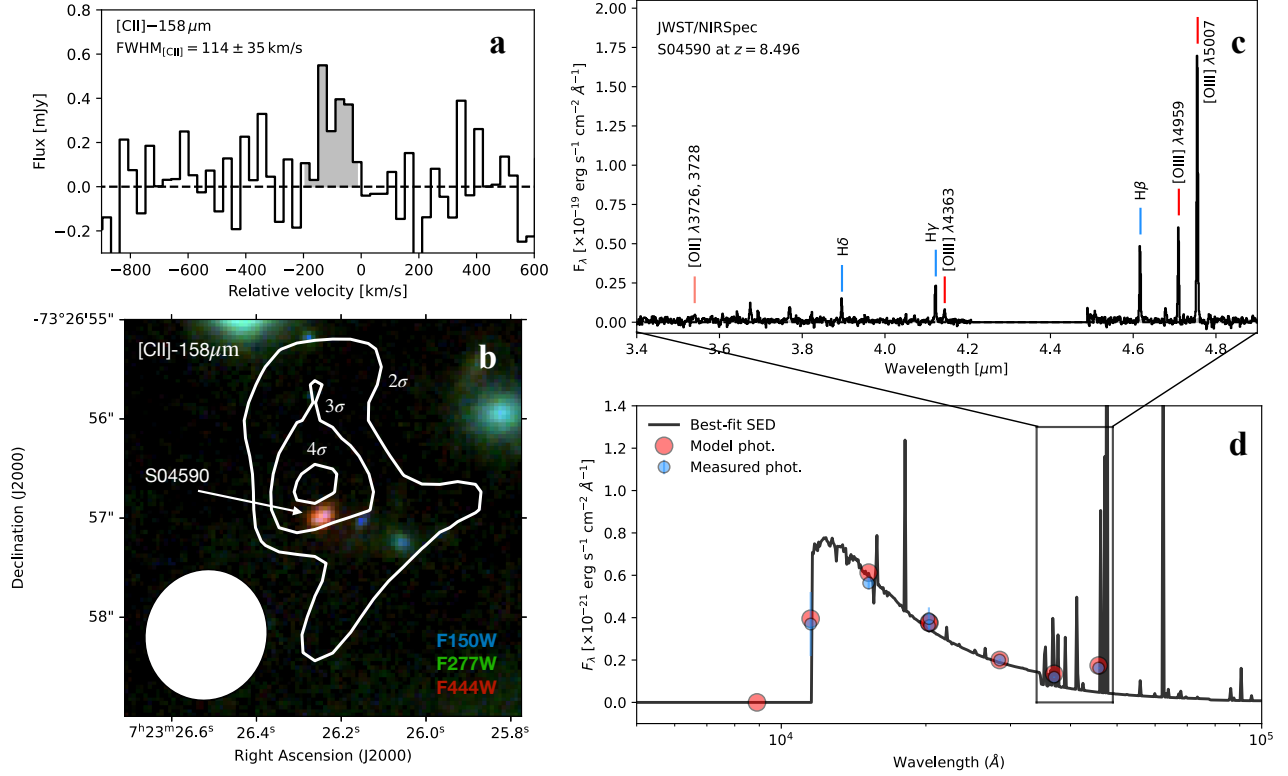 [CII]−158 μm
FWHM[CII] = 114 ± 35 km/s
a
0.8
0.6
0.4
0.2
0.0
−0.2
Flux [mJy]
−800 −600 −400 −200 0 200 400 600
Relative velocity [km/s]
[CII]-158μm
b
2σ
3σ
4σ
S04590
F150W
F277W
F444W
-73°26'55"
56"
57"
58"
Declination (J2000)
7h23m26.6s 26.4s 26.2s 26.0s 25.8s
Right Ascension (J2000)
JWST/NIRSpec
S04590 at z = 8.496
c
[OII] λ3726, 3728
Hδ
Hγ
[OIII] λ4363
Hβ
[OIII] λ4959
[OIII] λ5007
2.00
1.75
1.50
1.25
1.00
0.75
0.50
0.25
0.00
Fλ [×10−19 erg s−1 cm−2 Å−1]
3.4 3.6 3.8 4.0 4.2 4.4 4.6 4.8
Wavelength [μm]
Best-fit SED
Model phot.
Measured phot.
d
1.4
1.2
1.0
0.8
0.6
0.4
0.2
0.0
Fλ [×10−21 erg s−1 cm−2 Å−1]
10^4 10^5
Wavelength (Å)